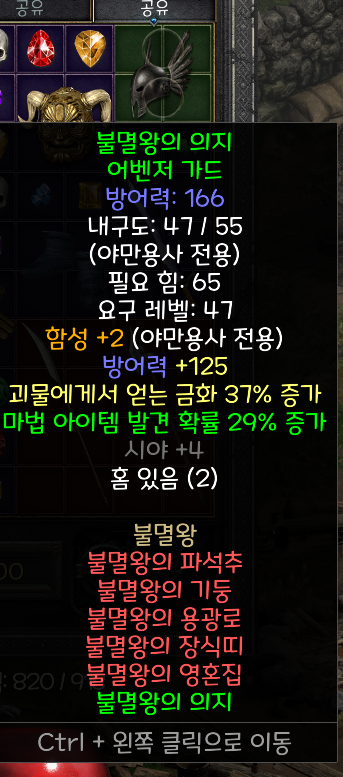 공유
공유
불멸왕의 의지
어벤저 가드
방어력: 166
내구도: 47 / 55
(야만용사 전용)
필요 힘: 65
요구 레벨: 47
함성 +2 (야만용사 전용)
방어력 +125
괴물에게서 얻는 금화 37% 증가
마법 아이템 발견 확률 29% 증가
시야 +4
홈 있음 (2)
불멸왕
불멸왕의 파석추
불멸왕의 기둥
불멸왕의 용광로
불멸왕의 장식띠
불멸왕의 영혼집
불멸왕의 의지
Ctrl + 왼쪽 클릭으로 이동